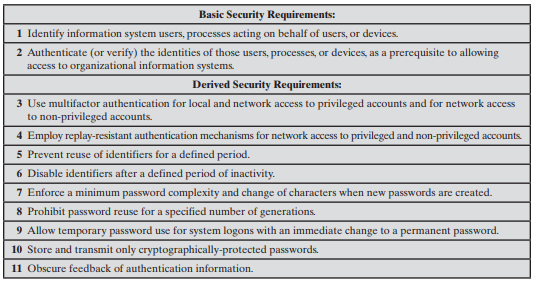 Basic Security Requirements:
1 Identify information system users, processes acting on behalf of users, or devices.
2 Authenticate (or verify) the identities of those users, processes, or devices, as a prerequisite to allowing
access to organizational information systems.
Derived Security Requirements:
3 Use multifactor authentication for local and network access to privileged accounts and for network access
to non-privileged accounts.
4 Employ replay-resistant authentication mechanisms for network access to privileged and non-privileged accounts.
5 Prevent reuse of identifiers for a defined period.
6 Disable identifiers after a defined period of inactivity.
7 Enforce a minimum password complexity and change of characters when new passwords are created.
8 Prohibit password reuse for a specified number of generations.
9 Allow temporary password use for system logons with an immediate change to a permanent password.
10 Store and transmit only cryptographically-protected passwords.
11 Obscure feedback of authentication information.